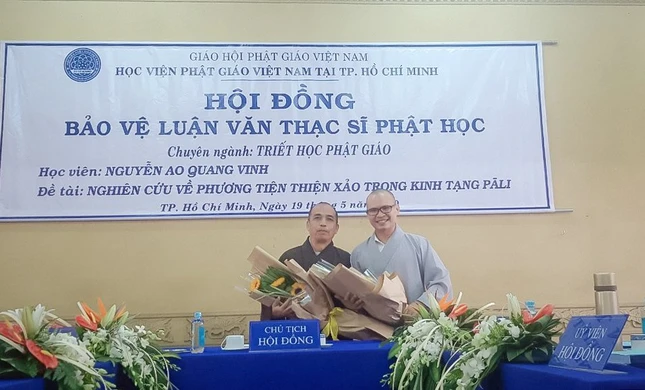 GIÁO HỘI PHẬT GIÁO VIỆT NAM
HỌC VIỆN PHẬT GIÁO VIỆT NAM TẠI TP. HỒ CHÍ MINH
HỘI ĐỒNG
BẢO VỆ LUẬN VĂN THẠC SĨ PHẬT HỌC
Chuyên ngành: TRIẾT HỌC PHẬT GIÁO
Học viên: NGUYỄN AO QUANG VINH
Đề tài: NGHIÊN CỨU VỀ PHƯƠNG TIỆN THIỆN XẢO TRONG KINH TẠNG PĀLI
TP. Hồ Chí Minh, Ngày 19 tháng 5 năm
CHỦ TỊCH
HỘI ĐỒNG
ỦY VIÊN
HỘI ĐỒNG